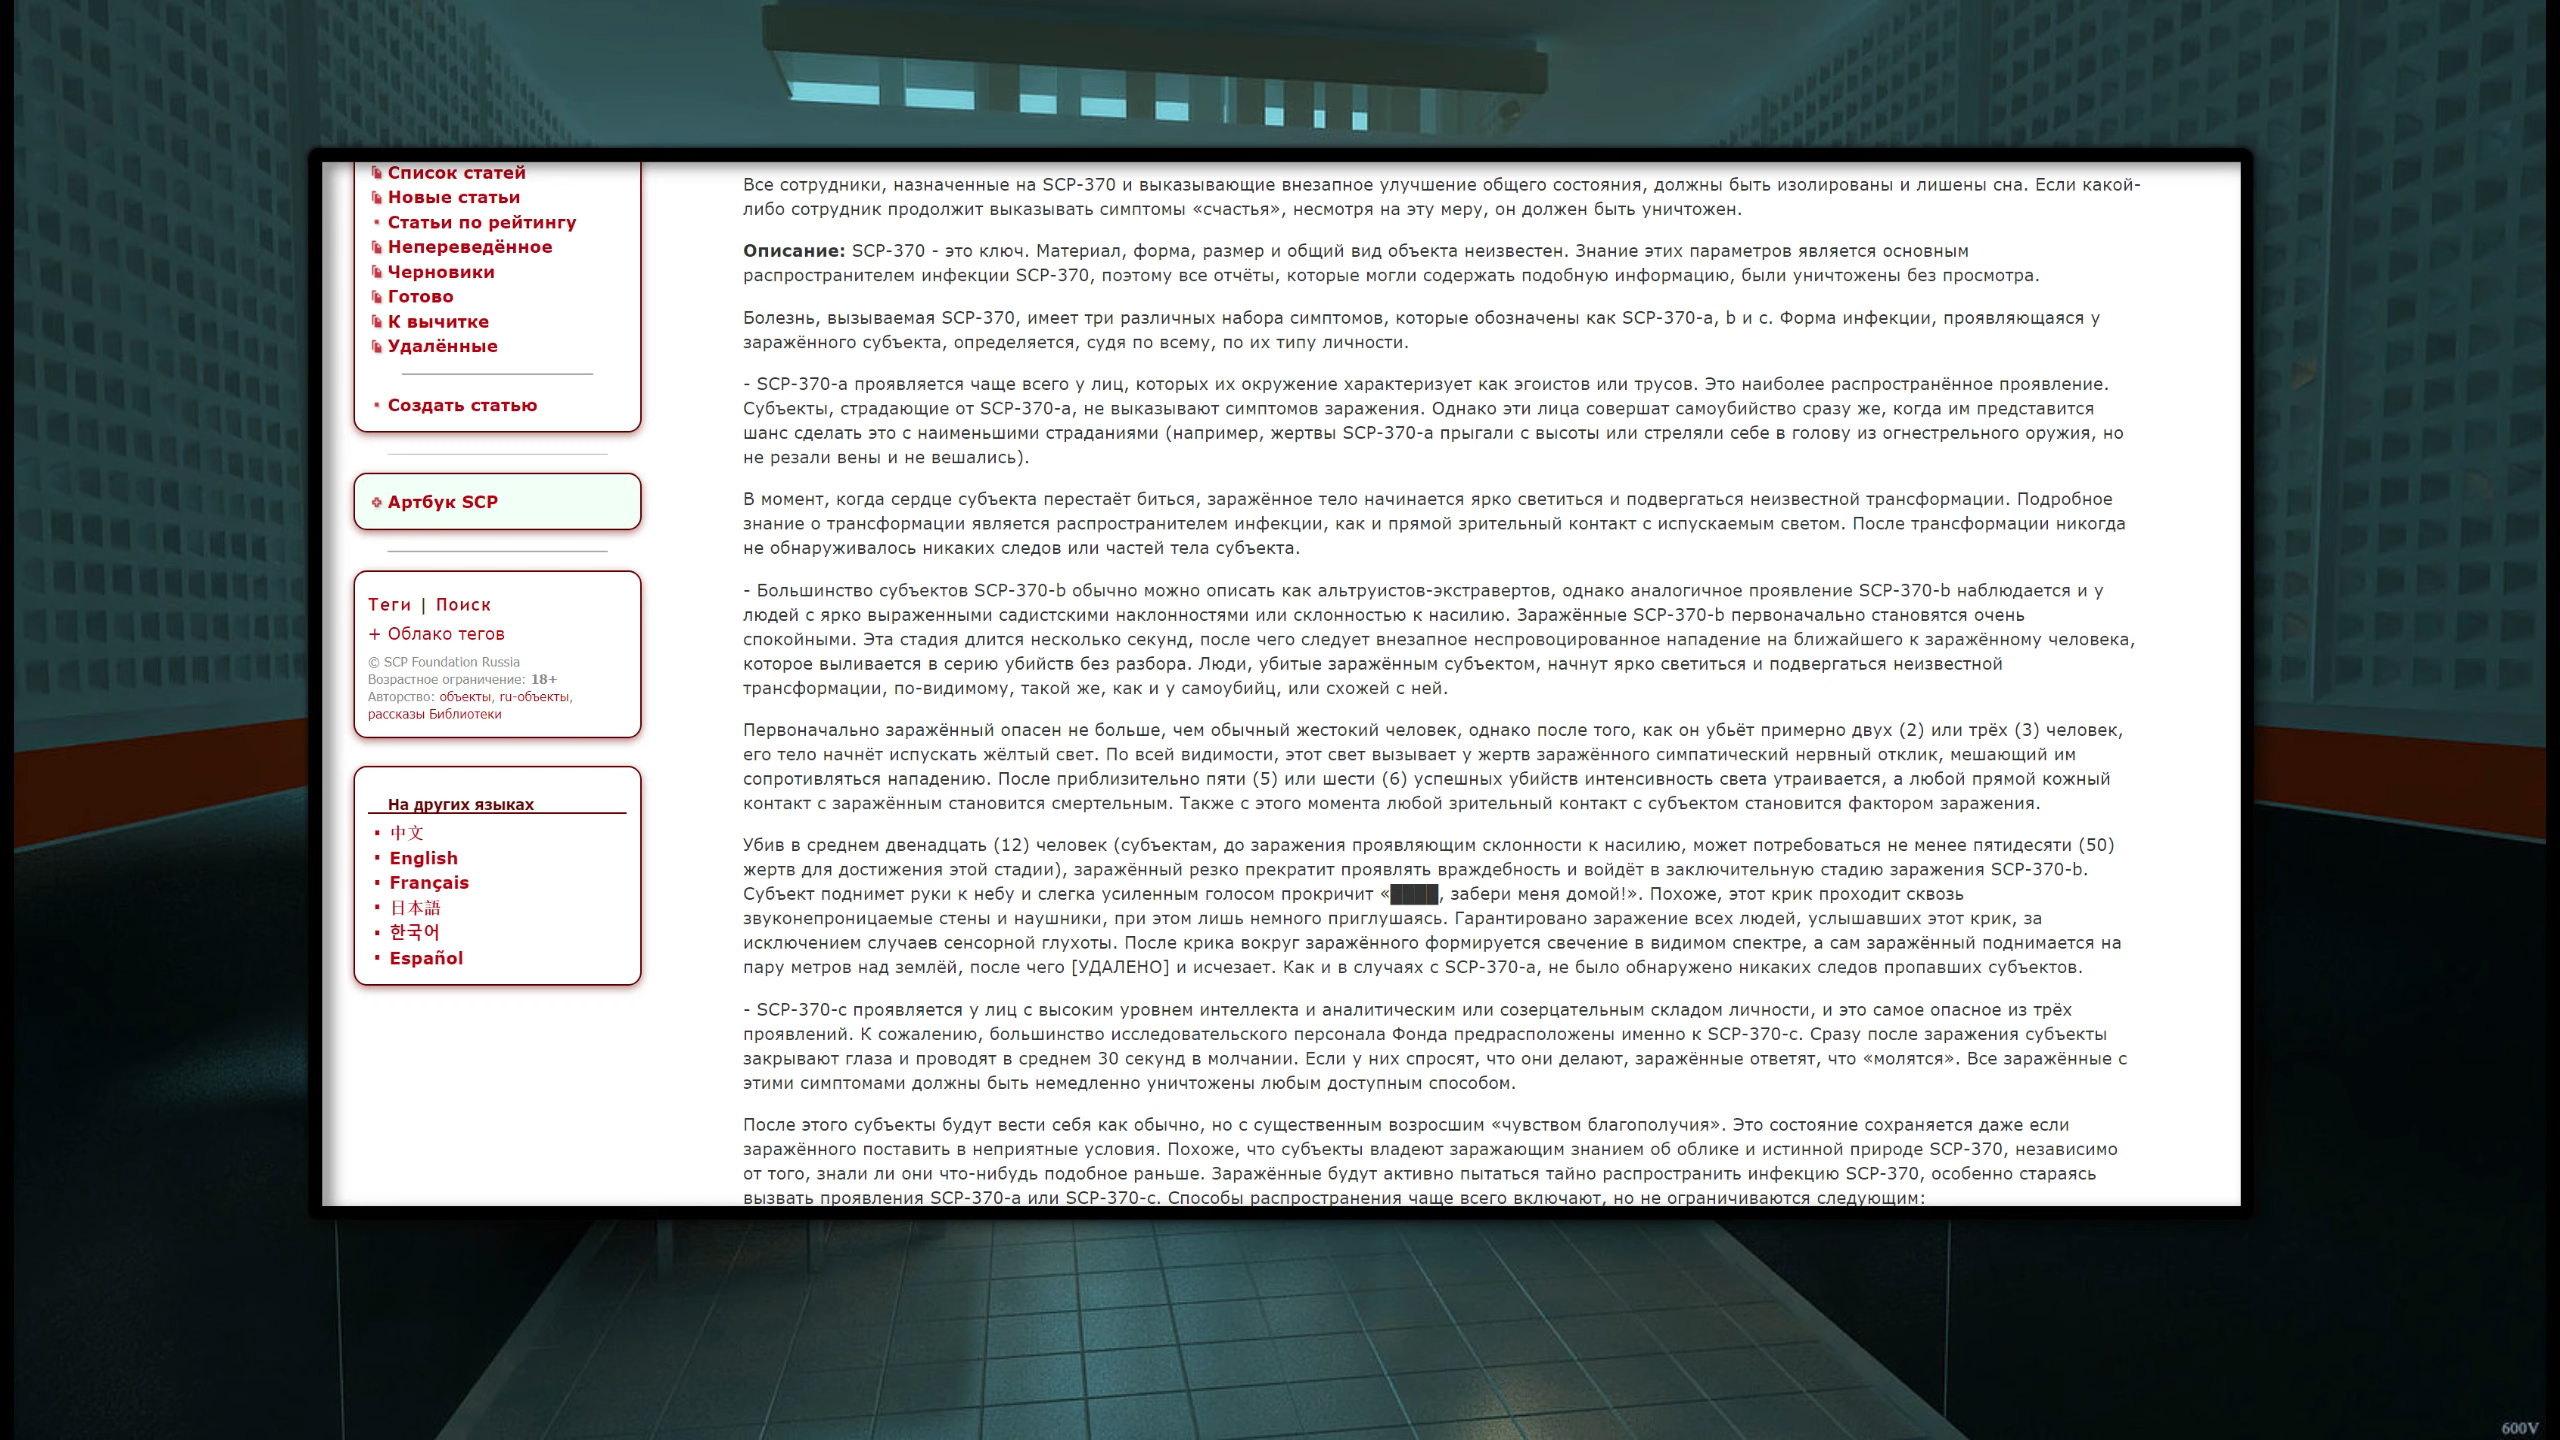 Список статей
Новые статьи
Статьи по рейтингу
Непереведённое
Черновики
Готово
К вычитке
Удалённые
Создать статью
Артбук SCP
Теги | Поиск
+ Облако тегов
© SCP Foundation Russia
Возрастное ограничение: 18+
Авторство: объекты, ru-объекты,
рассказы Библиотеки
На других языках
中文
English
Français
日本語
한국어
Español
Все сотрудники, назначенные на SCP-370 и выказывающие внезапное улучшение общего состояния, должны быть изолированы и лишены сна. Если какой-
либо сотрудник продолжит выказывать симптомы «счастья», несмотря на эту меру, он должен быть уничтожен.
Описание: SCP-370 - это ключ. Материал, форма, размер и общий вид объекта неизвестен. Знание этих параметров является основным
распространителем инфекции SCP-370, поэтому все отчёты, которые могли содержать подобную информацию, были уничтожены без просмотра.
Болезнь, вызываемая SCP-370, имеет три различных набора симптомов, которые обозначены как SCP-370-a, b и c. Форма инфекции, проявляющаяся у
заражённого субъекта, определяется, судя по всему, по их типу личности.
- SCP-370-a проявляется чаще всего у лиц, которых их окружение характеризует как эгоистов или трусов. Это наиболее распространённое проявление.
Субъекты, страдающие от SCP-370-a, не выказывают симптомов заражения. Однако эти лица совершат самоубийство сразу же, когда им представится
шанс сделать это с наименьшими страданиями (например, жертвы SCP-370-a прыгали с высоты или стреляли себе в голову из огнестрельного оружия, но
не резали вены и не вешались).
В момент, когда сердце субъекта перестаёт биться, заражённое тело начинается ярко светиться и подвергаться неизвестной трансформации. Подробное
знание о трансформации является распространителем инфекции, как и прямой зрительный контакт с испускаемым светом. После трансформации никогда
не обнаруживалось никаких следов или частей тела субъекта.
- Большинство субъектов SCP-370-b обычно можно описать как альтруистов-экстравертов, однако аналогичное проявление SCP-370-b наблюдается и у
людей с ярко выраженными садистскими наклонностями или склонностью к насилию. Заражённые SCP-370-b первоначально становятся очень
спокойными. Эта стадия длится несколько секунд, после чего следует внезапное неспровоцированное нападение на ближайшего к заражённому человека,
которое выливается в серию убийств без разбора. Люди, убитые заражённым субъектом, начнут ярко светиться и подвергаться неизвестной
трансформации, по-видимому, такой же, как и у самоубийц, или схожей с ней.
Первоначально заражённый опасен не больше, чем обычный жестокий человек, однако после того, как он убьёт примерно двух (2) или трёх (3) человек,
его тело начнёт испускать жёлтый свет. По всей видимости, этот свет вызывает у жертв заражённого симпатический нервный отклик, мешающий им
сопротивляться нападению. После приблизительно пяти (5) или шести (6) успешных убийств интенсивность света утраивается, а любой прямой кожный
контакт с заражённым становится смертельным. Также с этого момента любой зрительный контакт с субъектом становится фактором заражения.
Убив в среднем двенадцать (12) человек (субъектам, до заражения проявляющим склонности к насилию, может потребоваться не менее пятидесяти (50)
жертв для достижения этой стадии), заражённый резко прекратит проявлять враждебность и войдёт в заключительную стадию заражения SCP-370-b.
Субъект поднимет руки к небу и слегка усиленным голосом прокричит «████, забери меня домой!». Похоже, этот крик проходит сквозь
звуконепроницаемые стены и наушники, при этом лишь немного приглушаясь. Гарантировано заражение всех людей, услышавших этот крик, за
исключением случаев сенсорной глухоты. После крика вокруг заражённого формируется свечение в видимом спектре, а сам заражённый поднимается на
пару метров над землёй, после чего [УДАЛЕНО] и исчезает. Как и в случаях с SCP-370-a, не было обнаружено никаких следов пропавших субъектов.
- SCP-370-c проявляется у лиц с высоким уровнем интеллекта и аналитическим или созерцательным складом личности, и это самое опасное из трёх
проявлений. К сожалению, большинство исследовательского персонала Фонда предрасположены именно к SCP-370-c. Сразу после заражения субъекты
закрывают глаза и проводят в среднем 30 секунд в молчании. Если у них спросят, что они делают, заражённые ответят, что «молятся». Все заражённые с
этими симптомами должны быть немедленно уничтожены любым доступным способом.
После этого субъекты будут вести себя как обычно, но с существенным возросшим «чувством благополучия». Это состояние сохраняется даже если
заражённого поставить в неприятные условия. Похоже, что субъекты владеют заражающим знанием об облике и истинной природе SCP-370, независимо
от того, знали ли они что-нибудь подобное раньше. Заражённые будут активно пытаться тайно распространить инфекцию SCP-370, особенно стараясь
вызвать проявления SCP-370-a или SCP-370-c. Способы распространения чаще всего включают, но не ограничиваются следующим:
600V